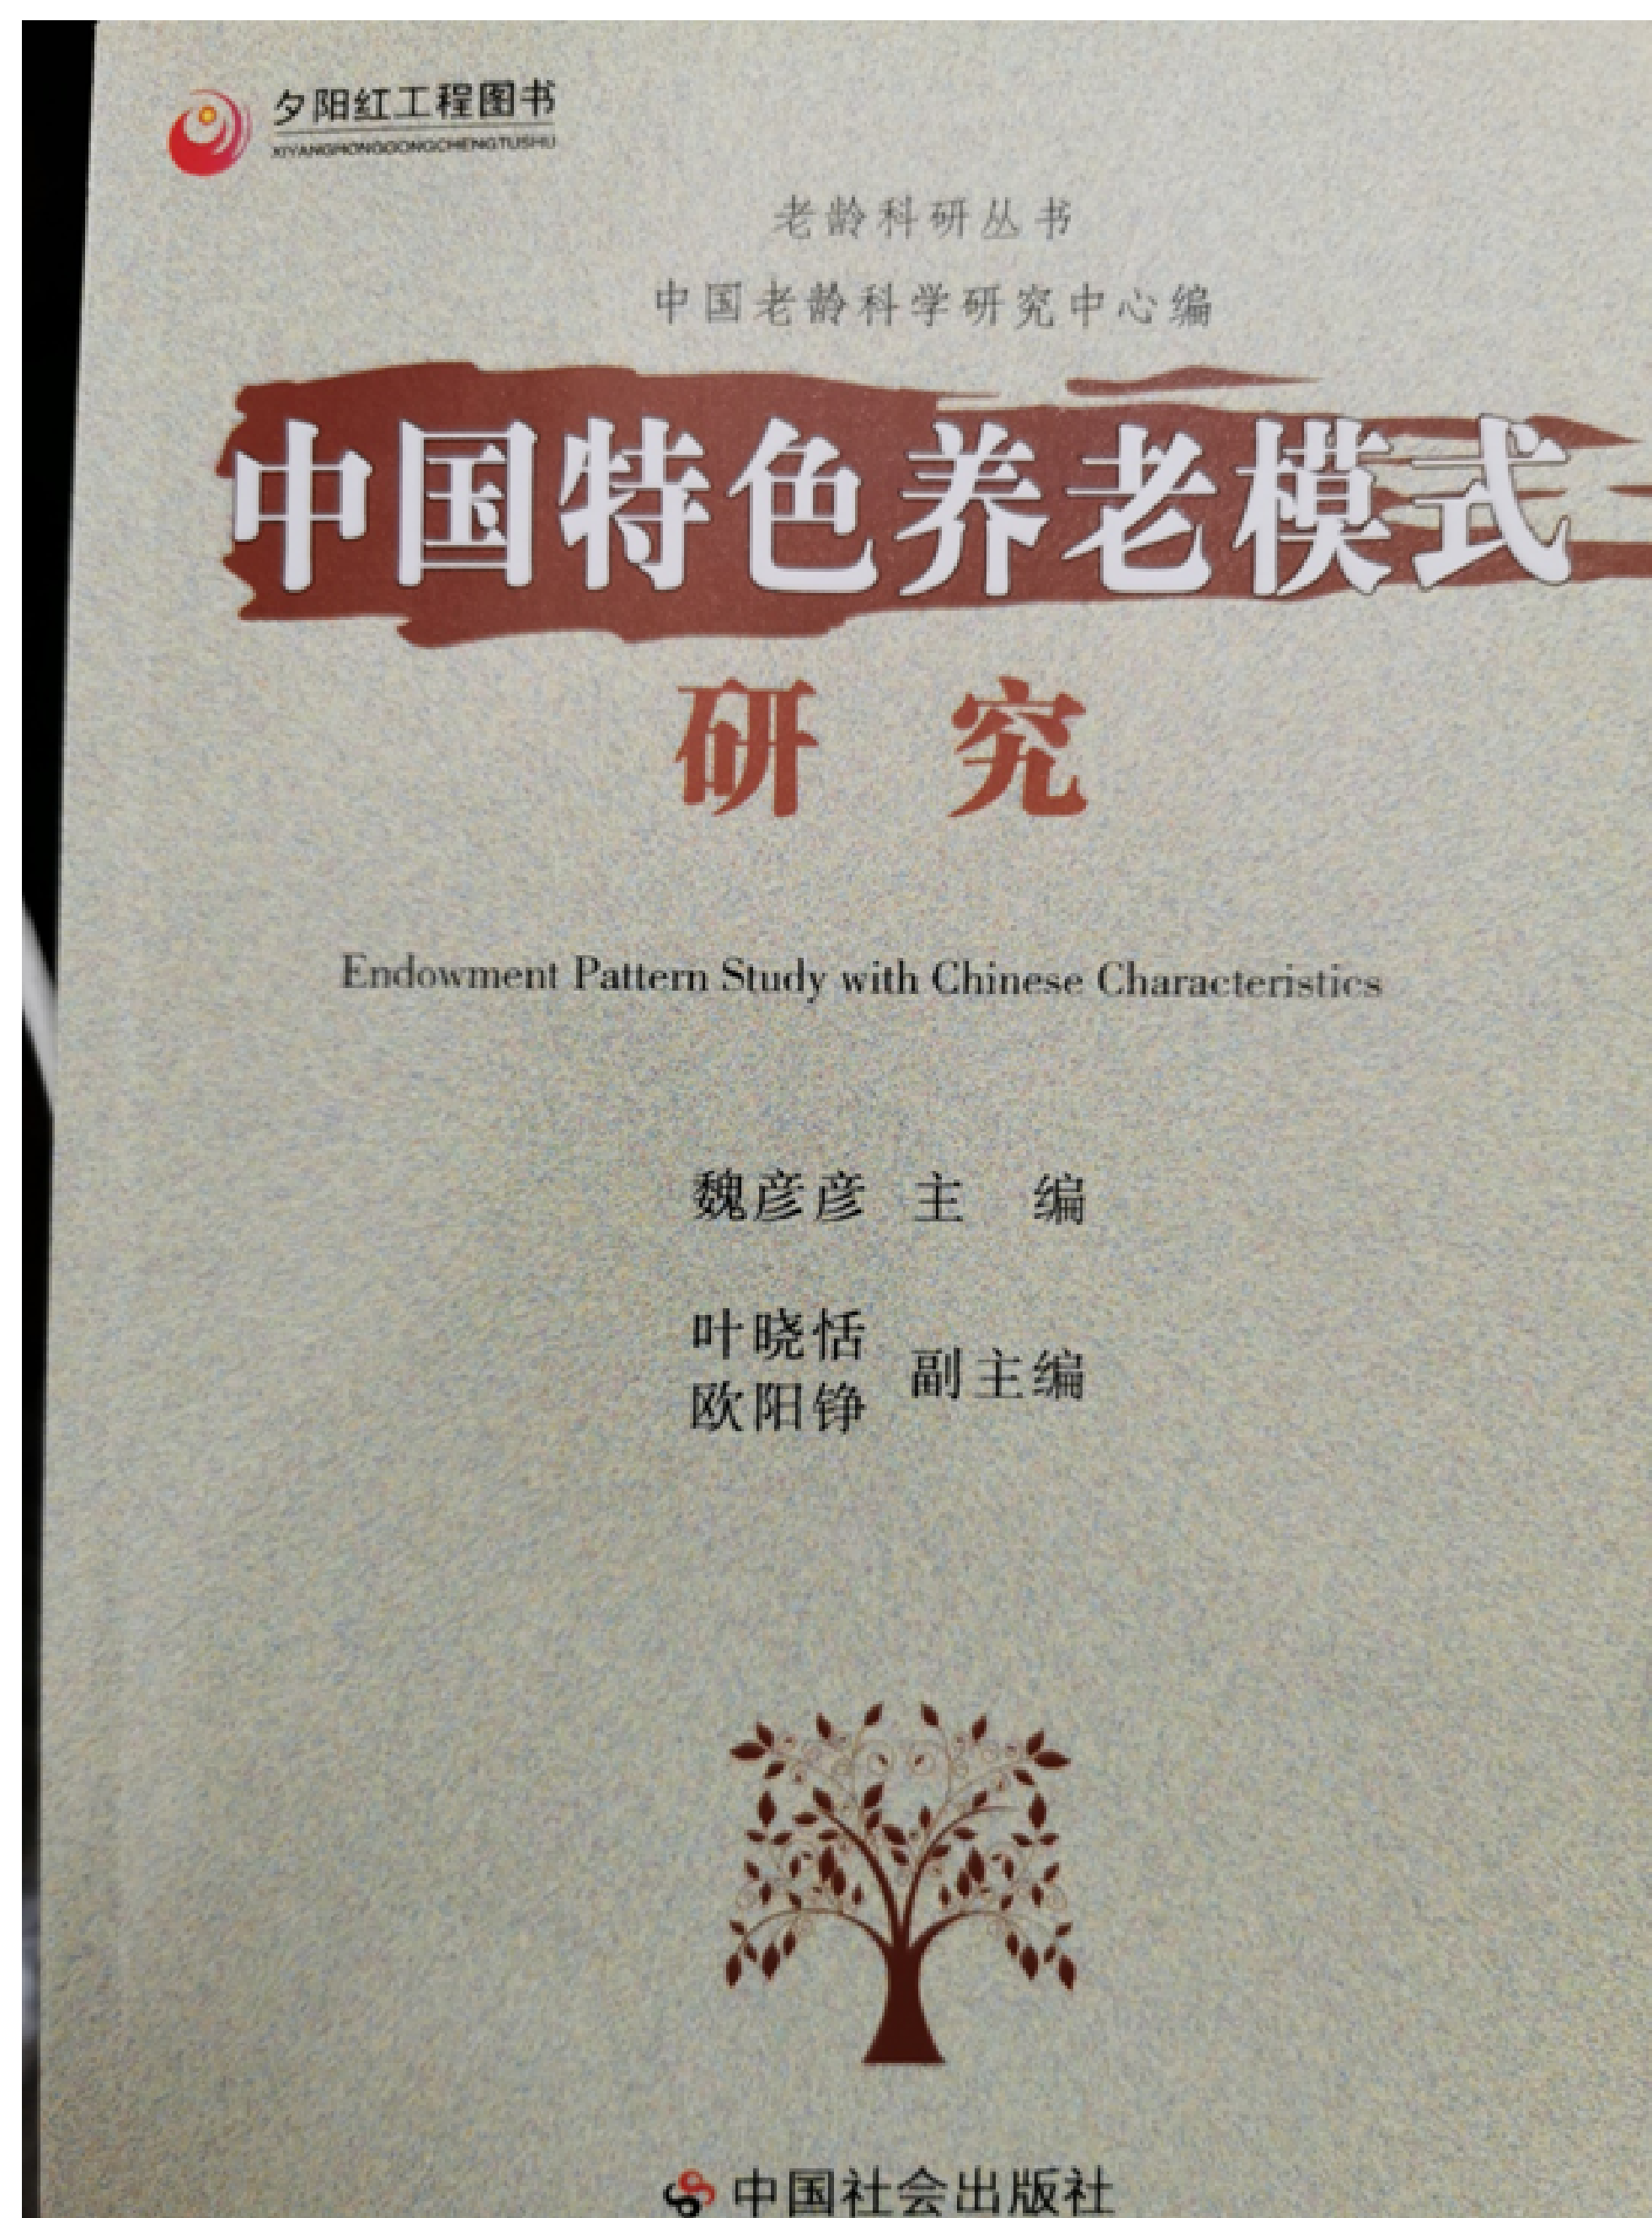 夕阳红工程图书
XIYANGHONGGONGCHENGTUSHU
老龄科研丛书
中国老龄科学研究中心编
中国特色养老模式
研 究
Endowment Pattern Study with Chinese Characteristics
魏彦彦 主 编
叶晓恬
欧阳铮 副主编
中国社会出版社